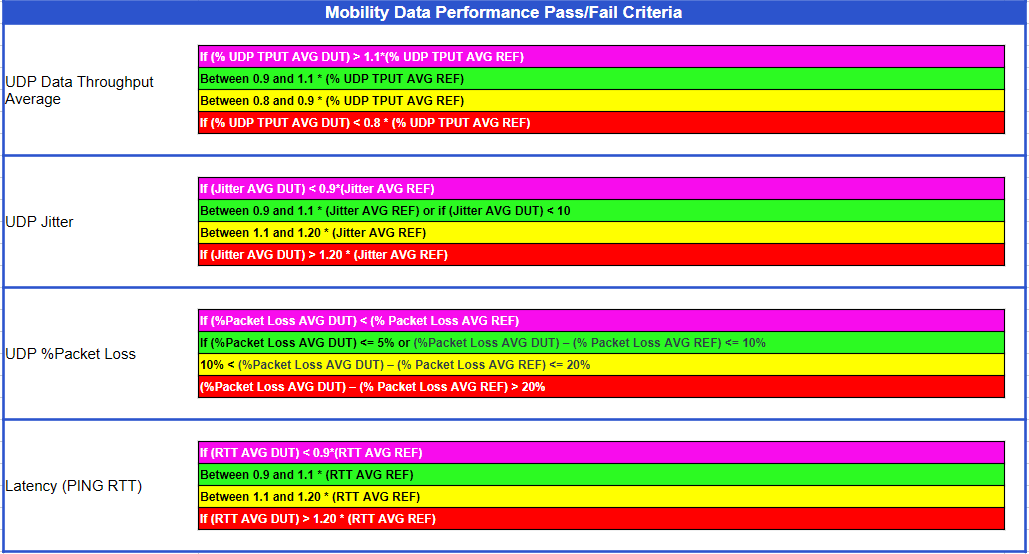 Mobility Data Performance Pass/Fail Criteria
UDP Data Throughput
Average
If (% UDP TPUT AVG DUT) > 1.1*(% UDP TPUT AVG REF)
Between 0.9 and 1.1 * (% UDP TPUT AVG REF)
Between 0.8 and 0.9 * (% UDP TPUT AVG REF)
If (% UDP TPUT AVG DUT) < 0.8 * (% UDP TPUT AVG REF)
UDP Jitter
If (Jitter AVG DUT) < 0.9*(Jitter AVG REF)
Between 0.9 and 1.1 * (Jitter AVG REF) or if (Jitter AVG DUT) < 10
Between 1.1 and 1.20 * (Jitter AVG REF)
If (Jitter AVG DUT) > 1.20 * (Jitter AVG REF)
UDP %Packet Loss
If (%Packet Loss AVG DUT) < (% Packet Loss AVG REF)
If (%Packet Loss AVG DUT) <= 5% or (%Packet Loss AVG DUT) – (% Packet Loss AVG REF) <= 10%
10% < (%Packet Loss AVG DUT) – (% Packet Loss AVG REF) <= 20%
(%Packet Loss AVG DUT) – (% Packet Loss AVG REF) > 20%
Latency (PING RTT)
If (RTT AVG DUT) < 0.9*(RTT AVG REF)
Between 0.9 and 1.1 * (RTT AVG REF)
Between 1.1 and 1.20 * (RTT AVG REF)
If (RTT AVG DUT) > 1.20 * (RTT AVG REF)